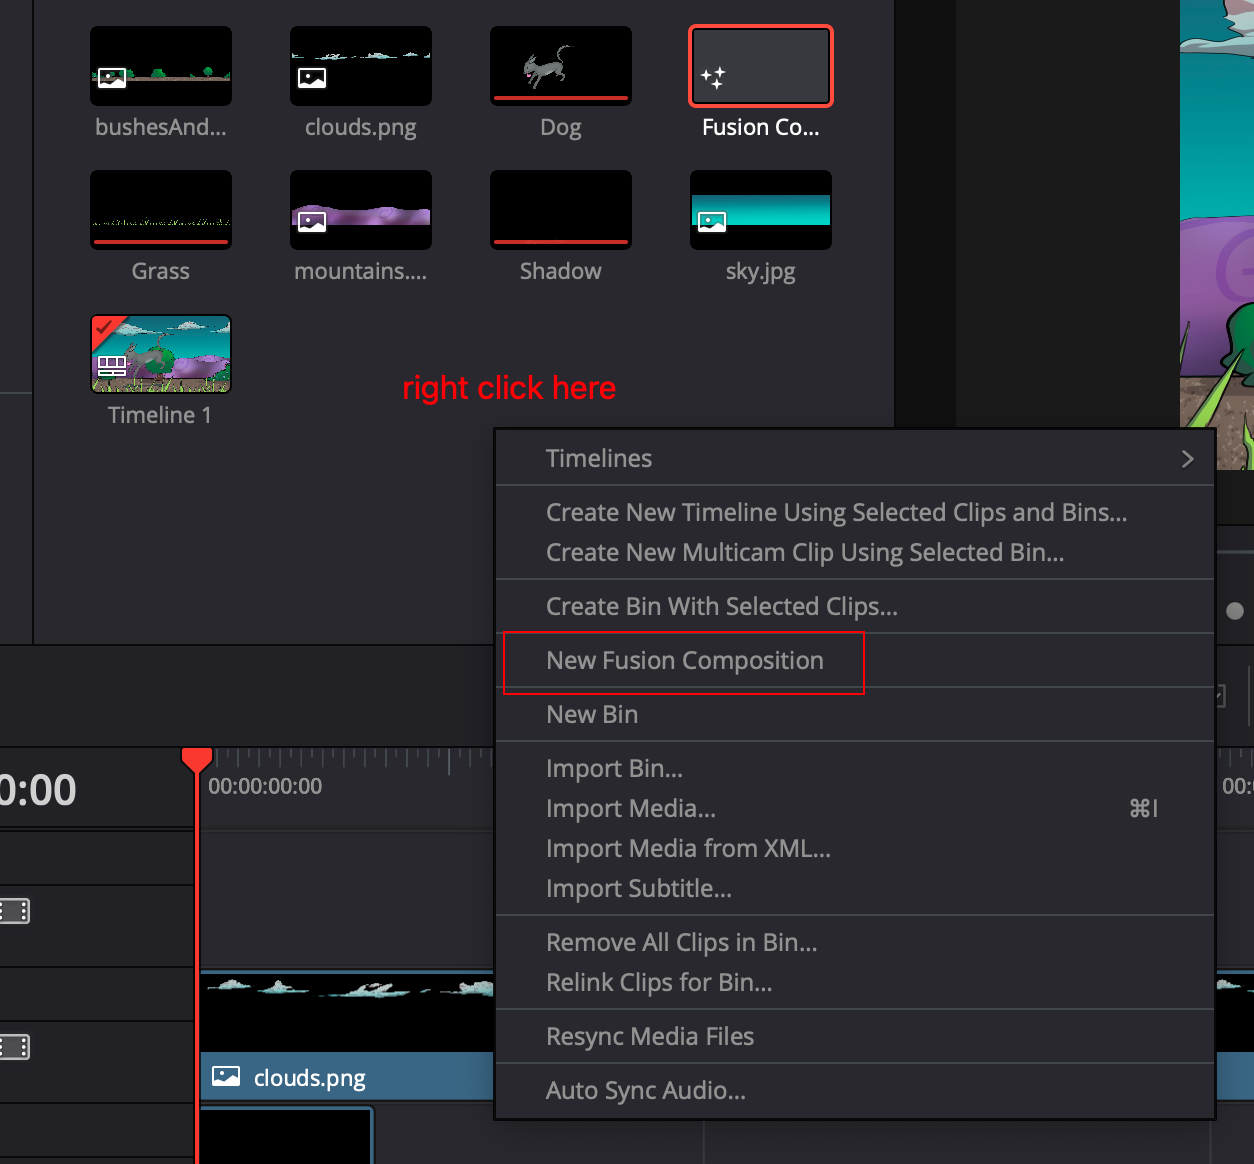 bushesAnd...
clouds.png
Dog
Fusion Co...
Grass
mountains....
Shadow
sky.jpg
Timeline 1
right click here
Timelines
Create New Timeline Using Selected Clips and Bins...
Create New Multicam Clip Using Selected Bin...
Create Bin With Selected Clips...
New Fusion Composition
New Bin
Import Bin...
Import Media... ⌘I
Import Media from XML...
Import Subtitle...
Remove All Clips in Bin...
Relink Clips for Bin...
Resync Media Files
Auto Sync Audio...
0:00
00:00:00:00
00:
clouds.png